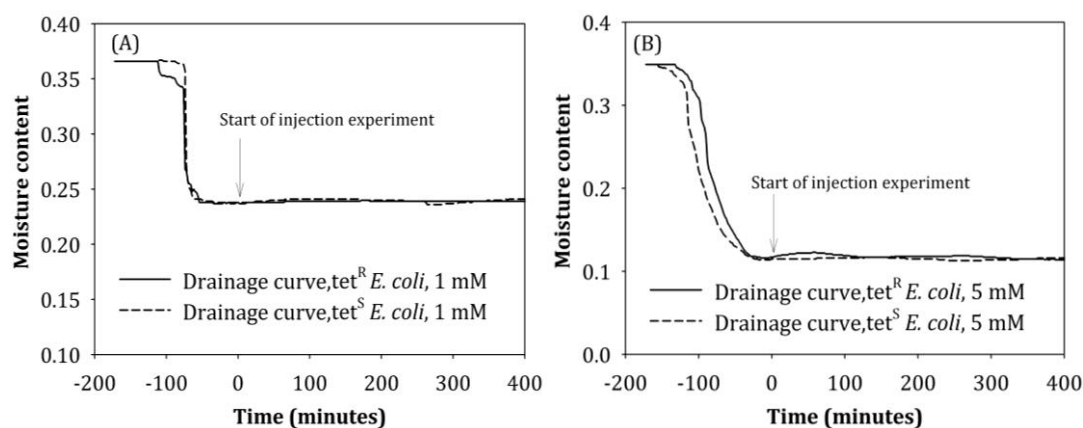 (A)
0.40
0.35
0.30
0.25
0.20
0.15
0.10
Moisture content
Start of injection experiment
Drainage curve,tet^R E. coli, 1 mM
Drainage curve,tet^S E. coli, 1 mM
-200 -100 0 100 200 300 400
Time (minutes)
(B)
0.4
0.3
0.2
0.1
0.0
Moisture content
Start of injection experiment
Drainage curve,tet^R E. coli, 5 mM
Drainage curve,tet^S E. coli, 5 mM
-200 -100 0 100 200 300 400
Time (minutes)